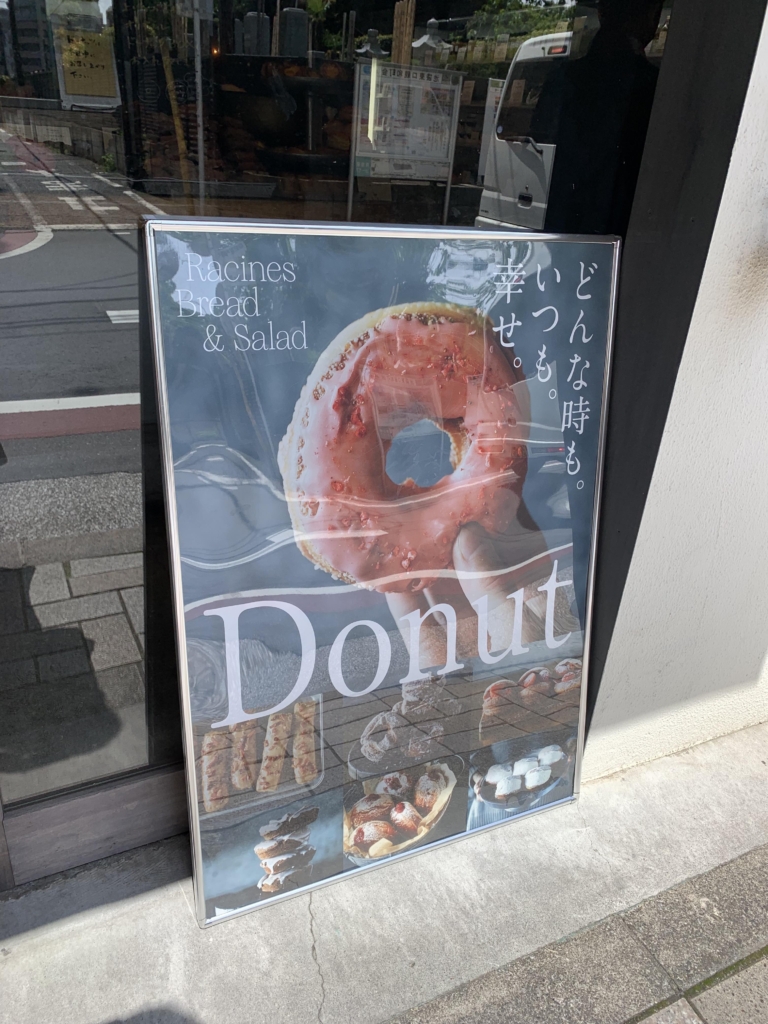 Racines
Bread
& Salad
どんな時も。
いつも。
幸せ。
Donut